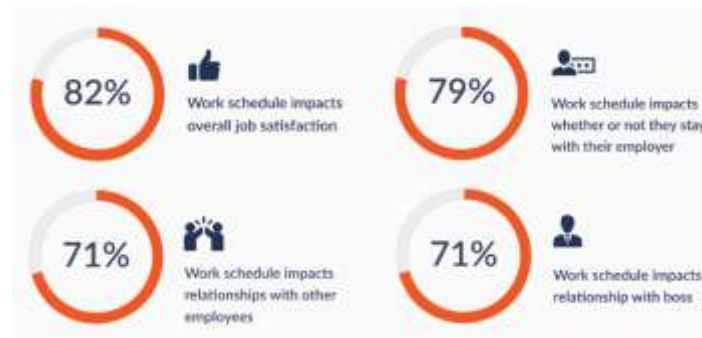 82%
Work schedule impacts
overall job satisfaction
79%
Work schedule impacts
whether or not they stay
with their employer
71%
Work schedule impacts
relationships with other
employees
71%
Work schedule impacts
relationship with boss